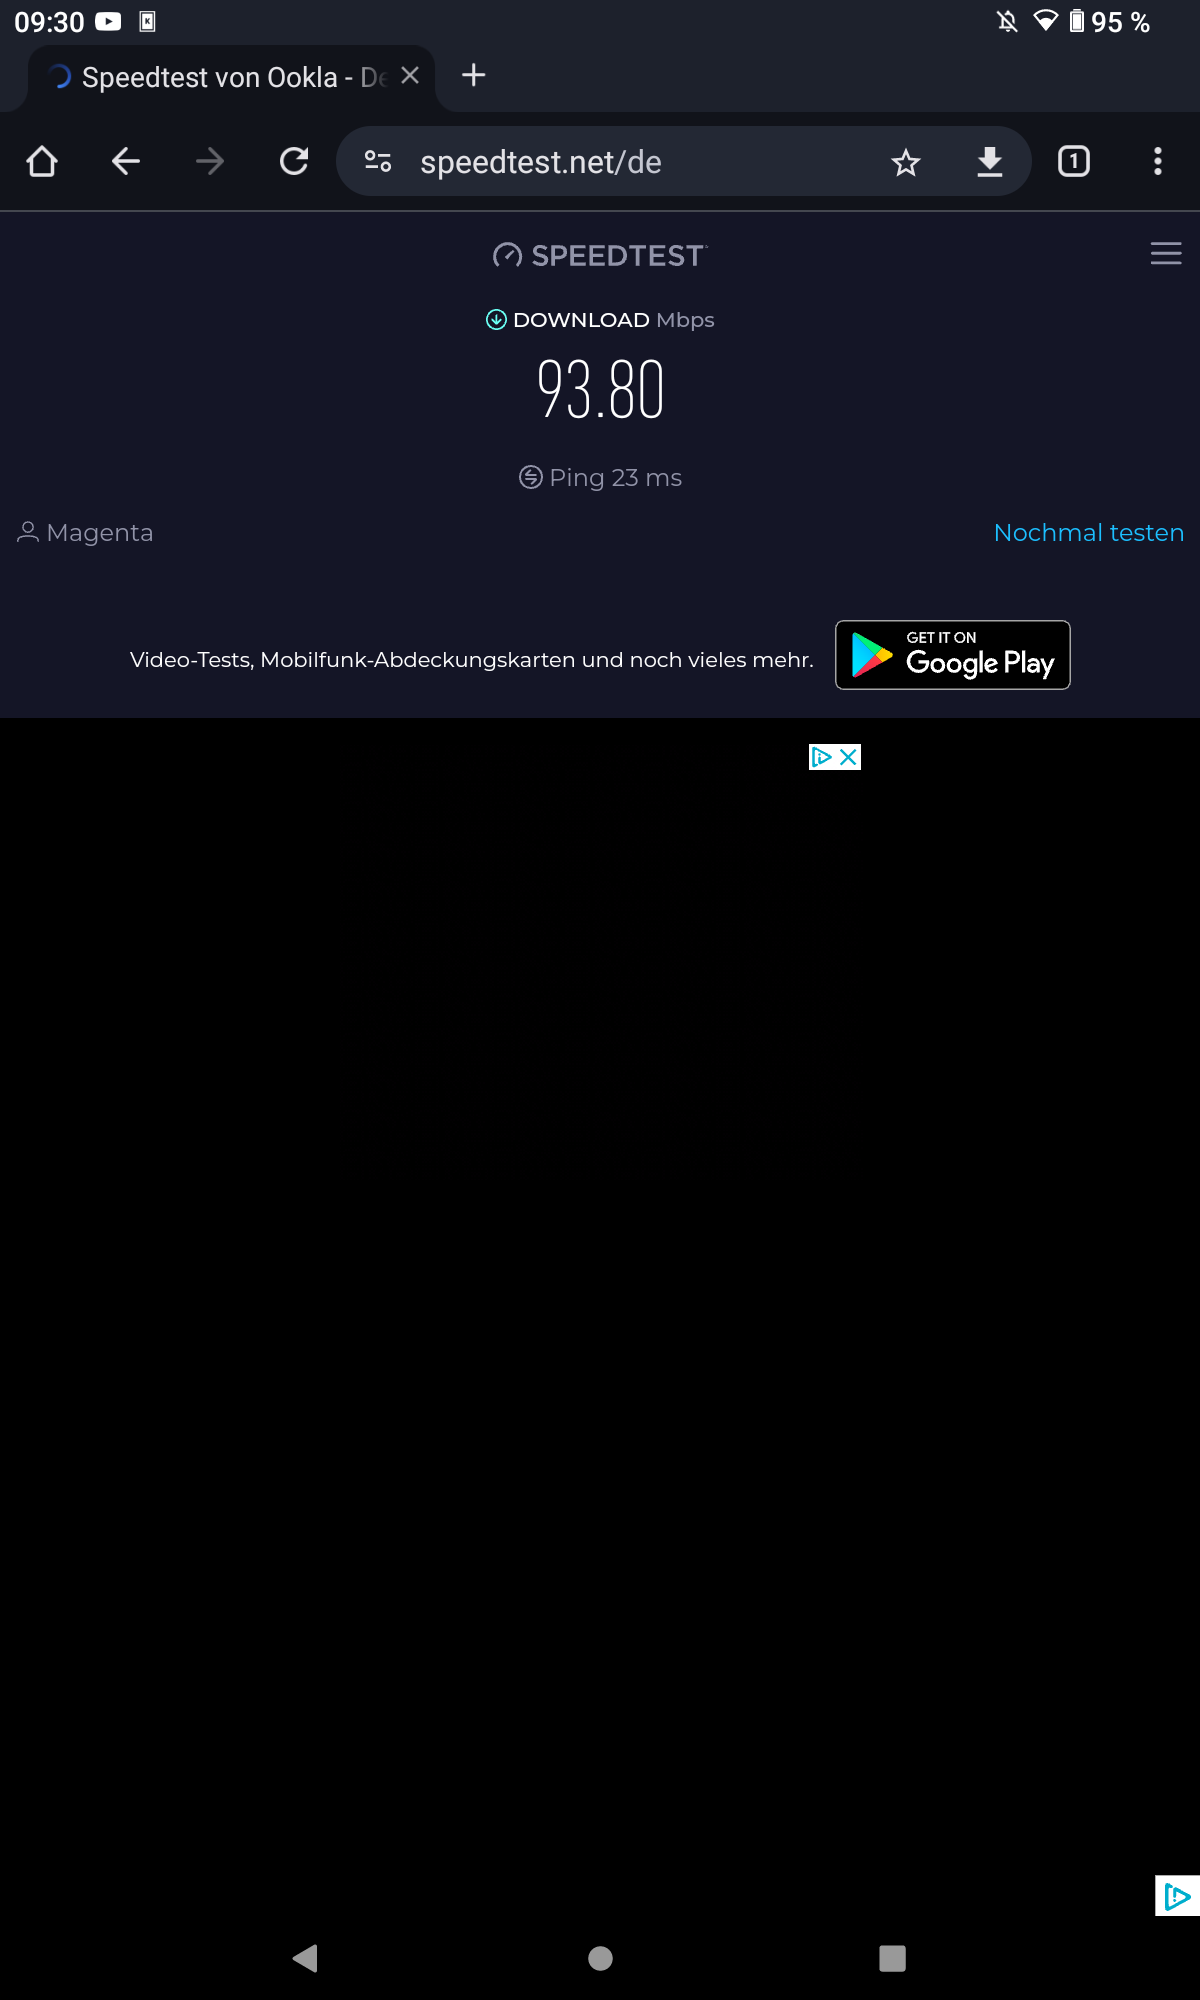 09:30
95 %
Speedtest von Ookla - De
speedtest.net/de
1
SPEEDTEST
DOWNLOAD Mbps
93.80
Ping 23 ms
Magenta
Nochmal testen
Video-Tests, Mobilfunk-Abdeckungskarten und noch vieles mehr.
GET IT ON
Google Play